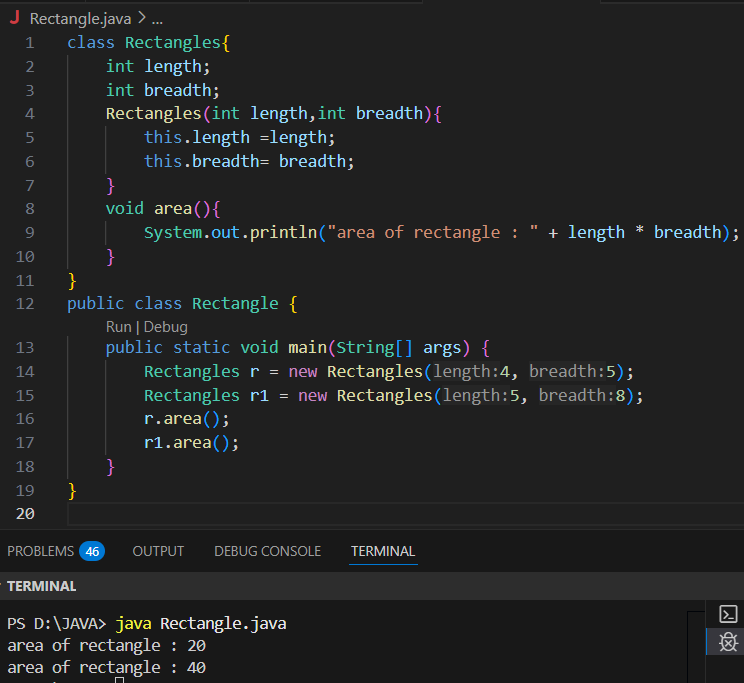 J Rectangle.java > ...
1 class Rectangles{
2 int length;
3 int breadth;
4 Rectangles(int length,int breadth){
5 this.length =length;
6 this.breadth= breadth;
7 }
8 void area(){
9 System.out.println("area of rectangle : " + length * breadth);
10 }
11 }
12 public class Rectangle {
Run | Debug
13 public static void main(String[] args) {
14 Rectangles r = new Rectangles(length:4, breadth:5);
15 Rectangles r1 = new Rectangles(length:5, breadth:8);
16 r.area();
17 r1.area();
18 }
19 }
20
PROBLEMS 46 OUTPUT DEBUG CONSOLE TERMINAL
TERMINAL
PS D:\JAVA> java Rectangle.java
area of rectangle : 20
area of rectangle : 40